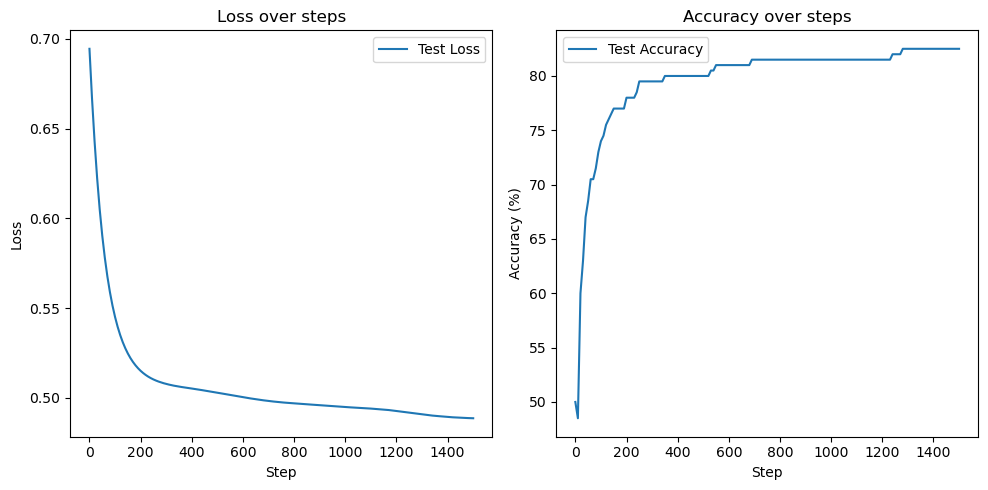 Loss over steps
Test Loss
Loss
0.70
0.65
0.60
0.55
0.50
0 200 400 600 800 1000 1200 1400
Step
Accuracy over steps
Test Accuracy
Accuracy (%)
80
75
70
65
60
55
50
0 200 400 600 800 1000 1200 1400
Step